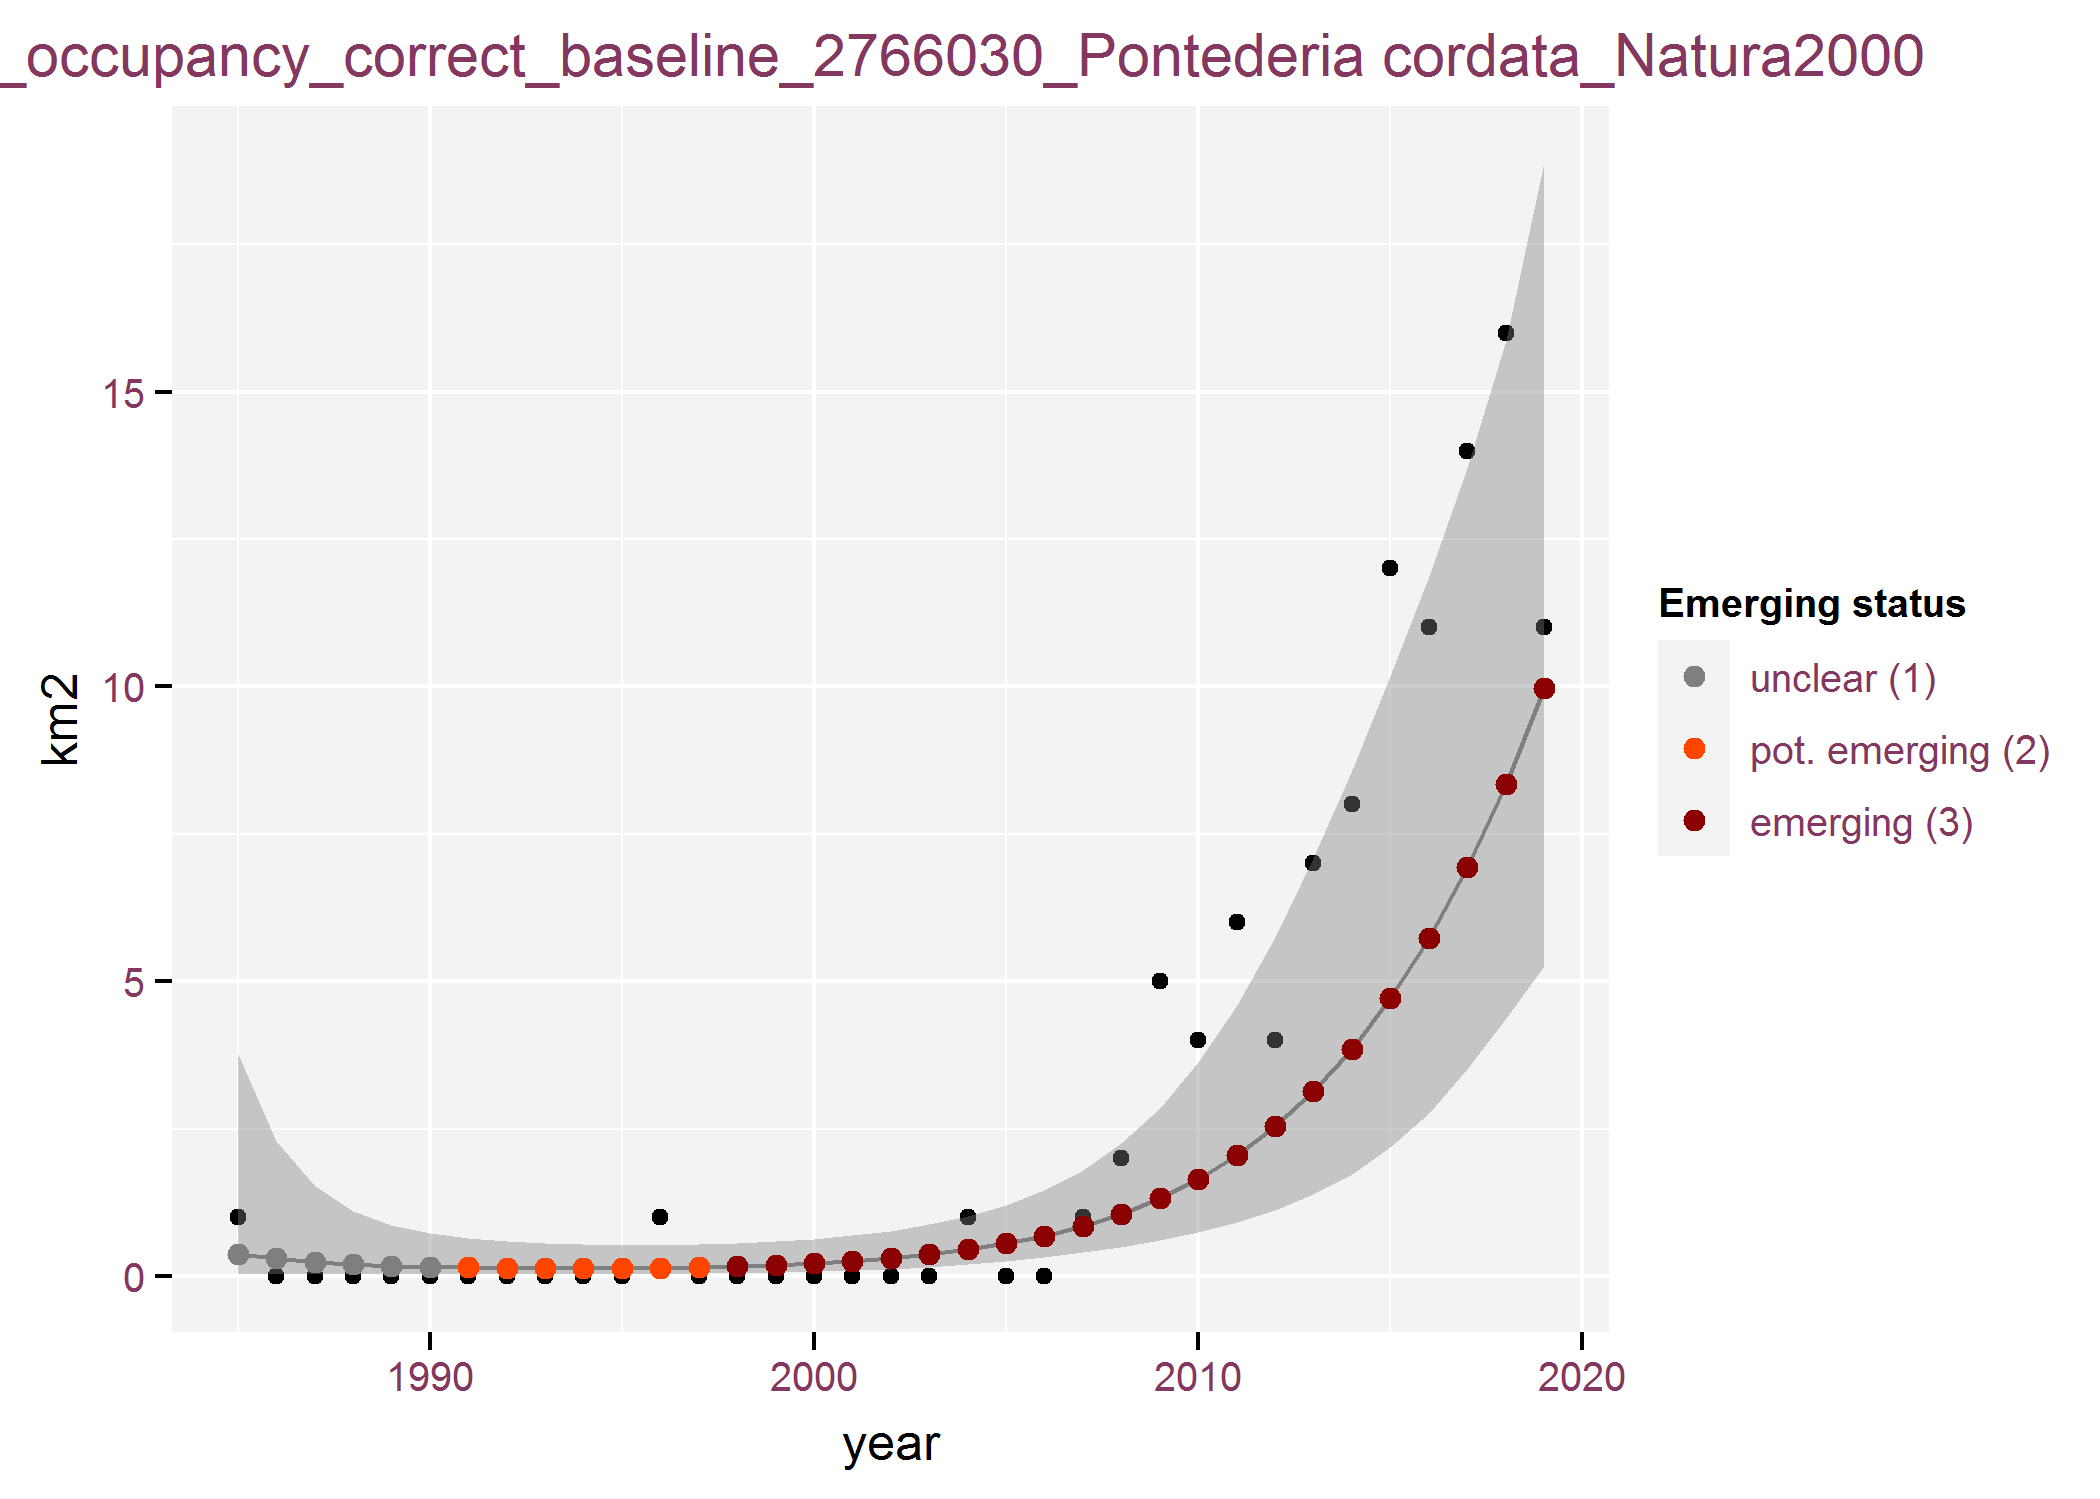 _occupancy_correct_baseline_2766030_Pontederia cordata_Natura2000
15
10
5
0
km2
1990 2000 2010 2020
year
Emerging status
unclear (1)
pot. emerging (2)
emerging (3)